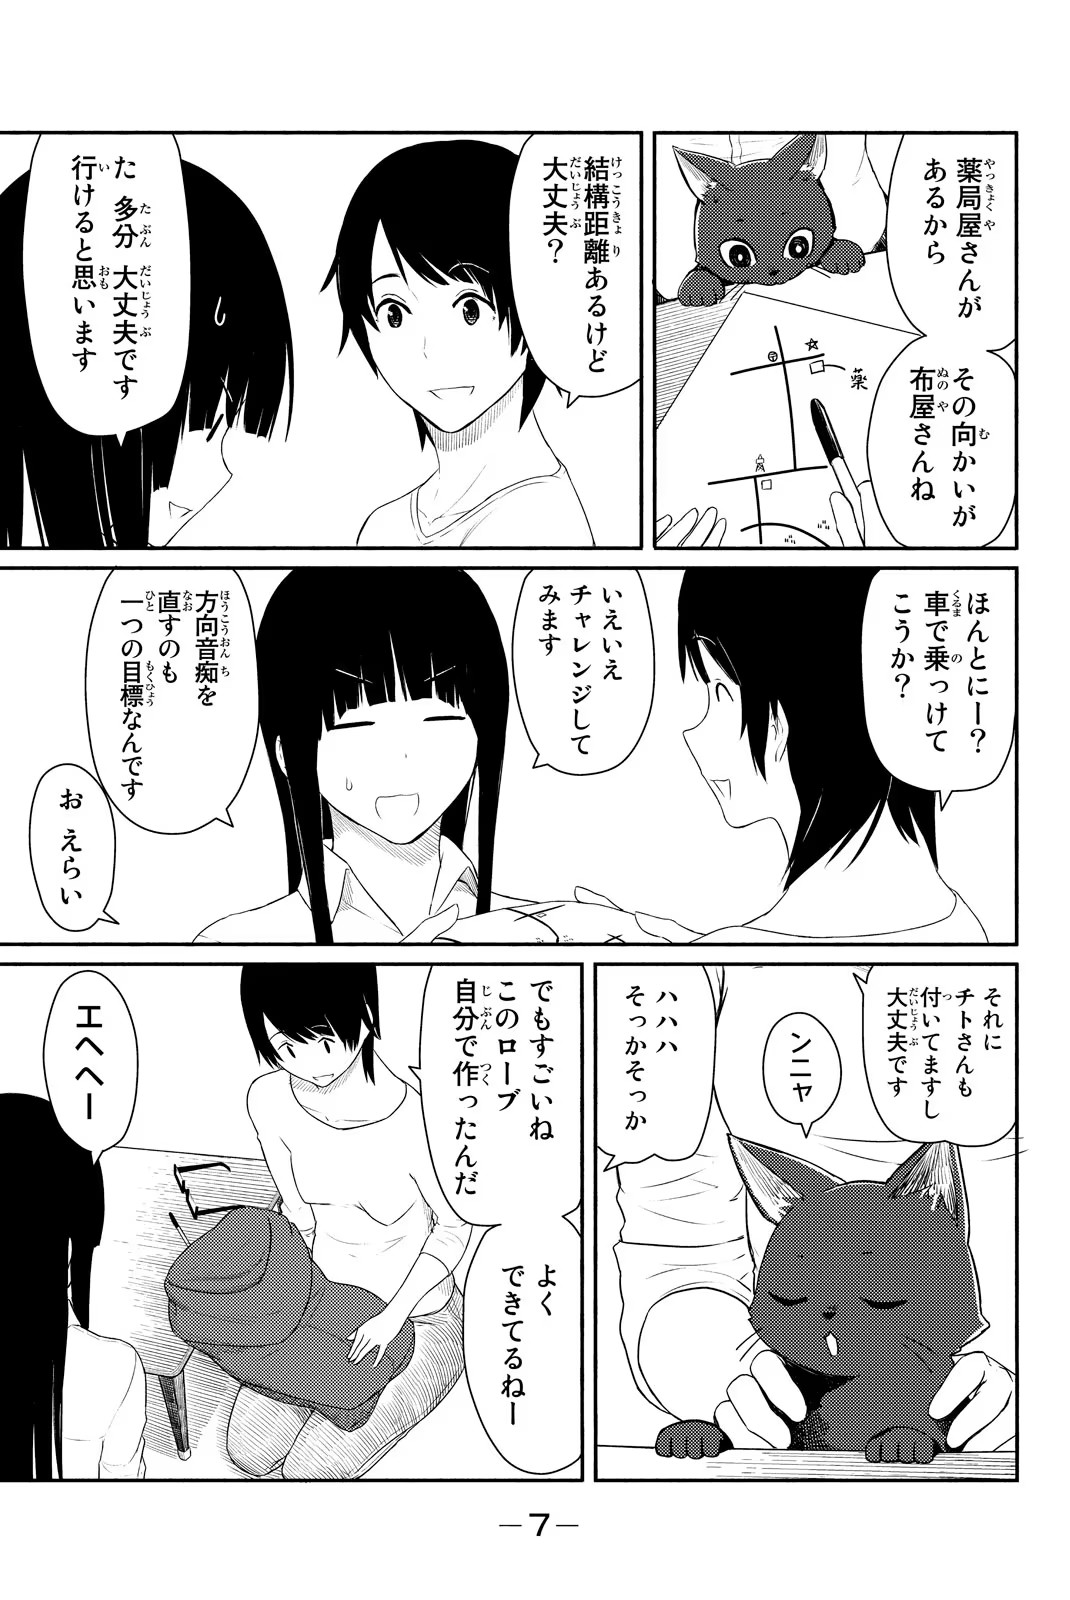 薬局屋さんが
あるから
その向かいが
布屋さんね
薬
結構距離あるけど
大丈夫？
た 多分 大丈夫です
行けると思います
ほんとにー？
車で乗っけて
こうか？
いえいえ
チャレンジして
みます
方向音痴を
直すのも
一つの目標なんです
お えらい
それに
チトさんも
付いてますし
大丈夫です
ンニャ
ハハハ
そっかそっか
でもすごいね
このローブ
自分で作ったんだ
よく
できてるねー
エヘヘー
—7—